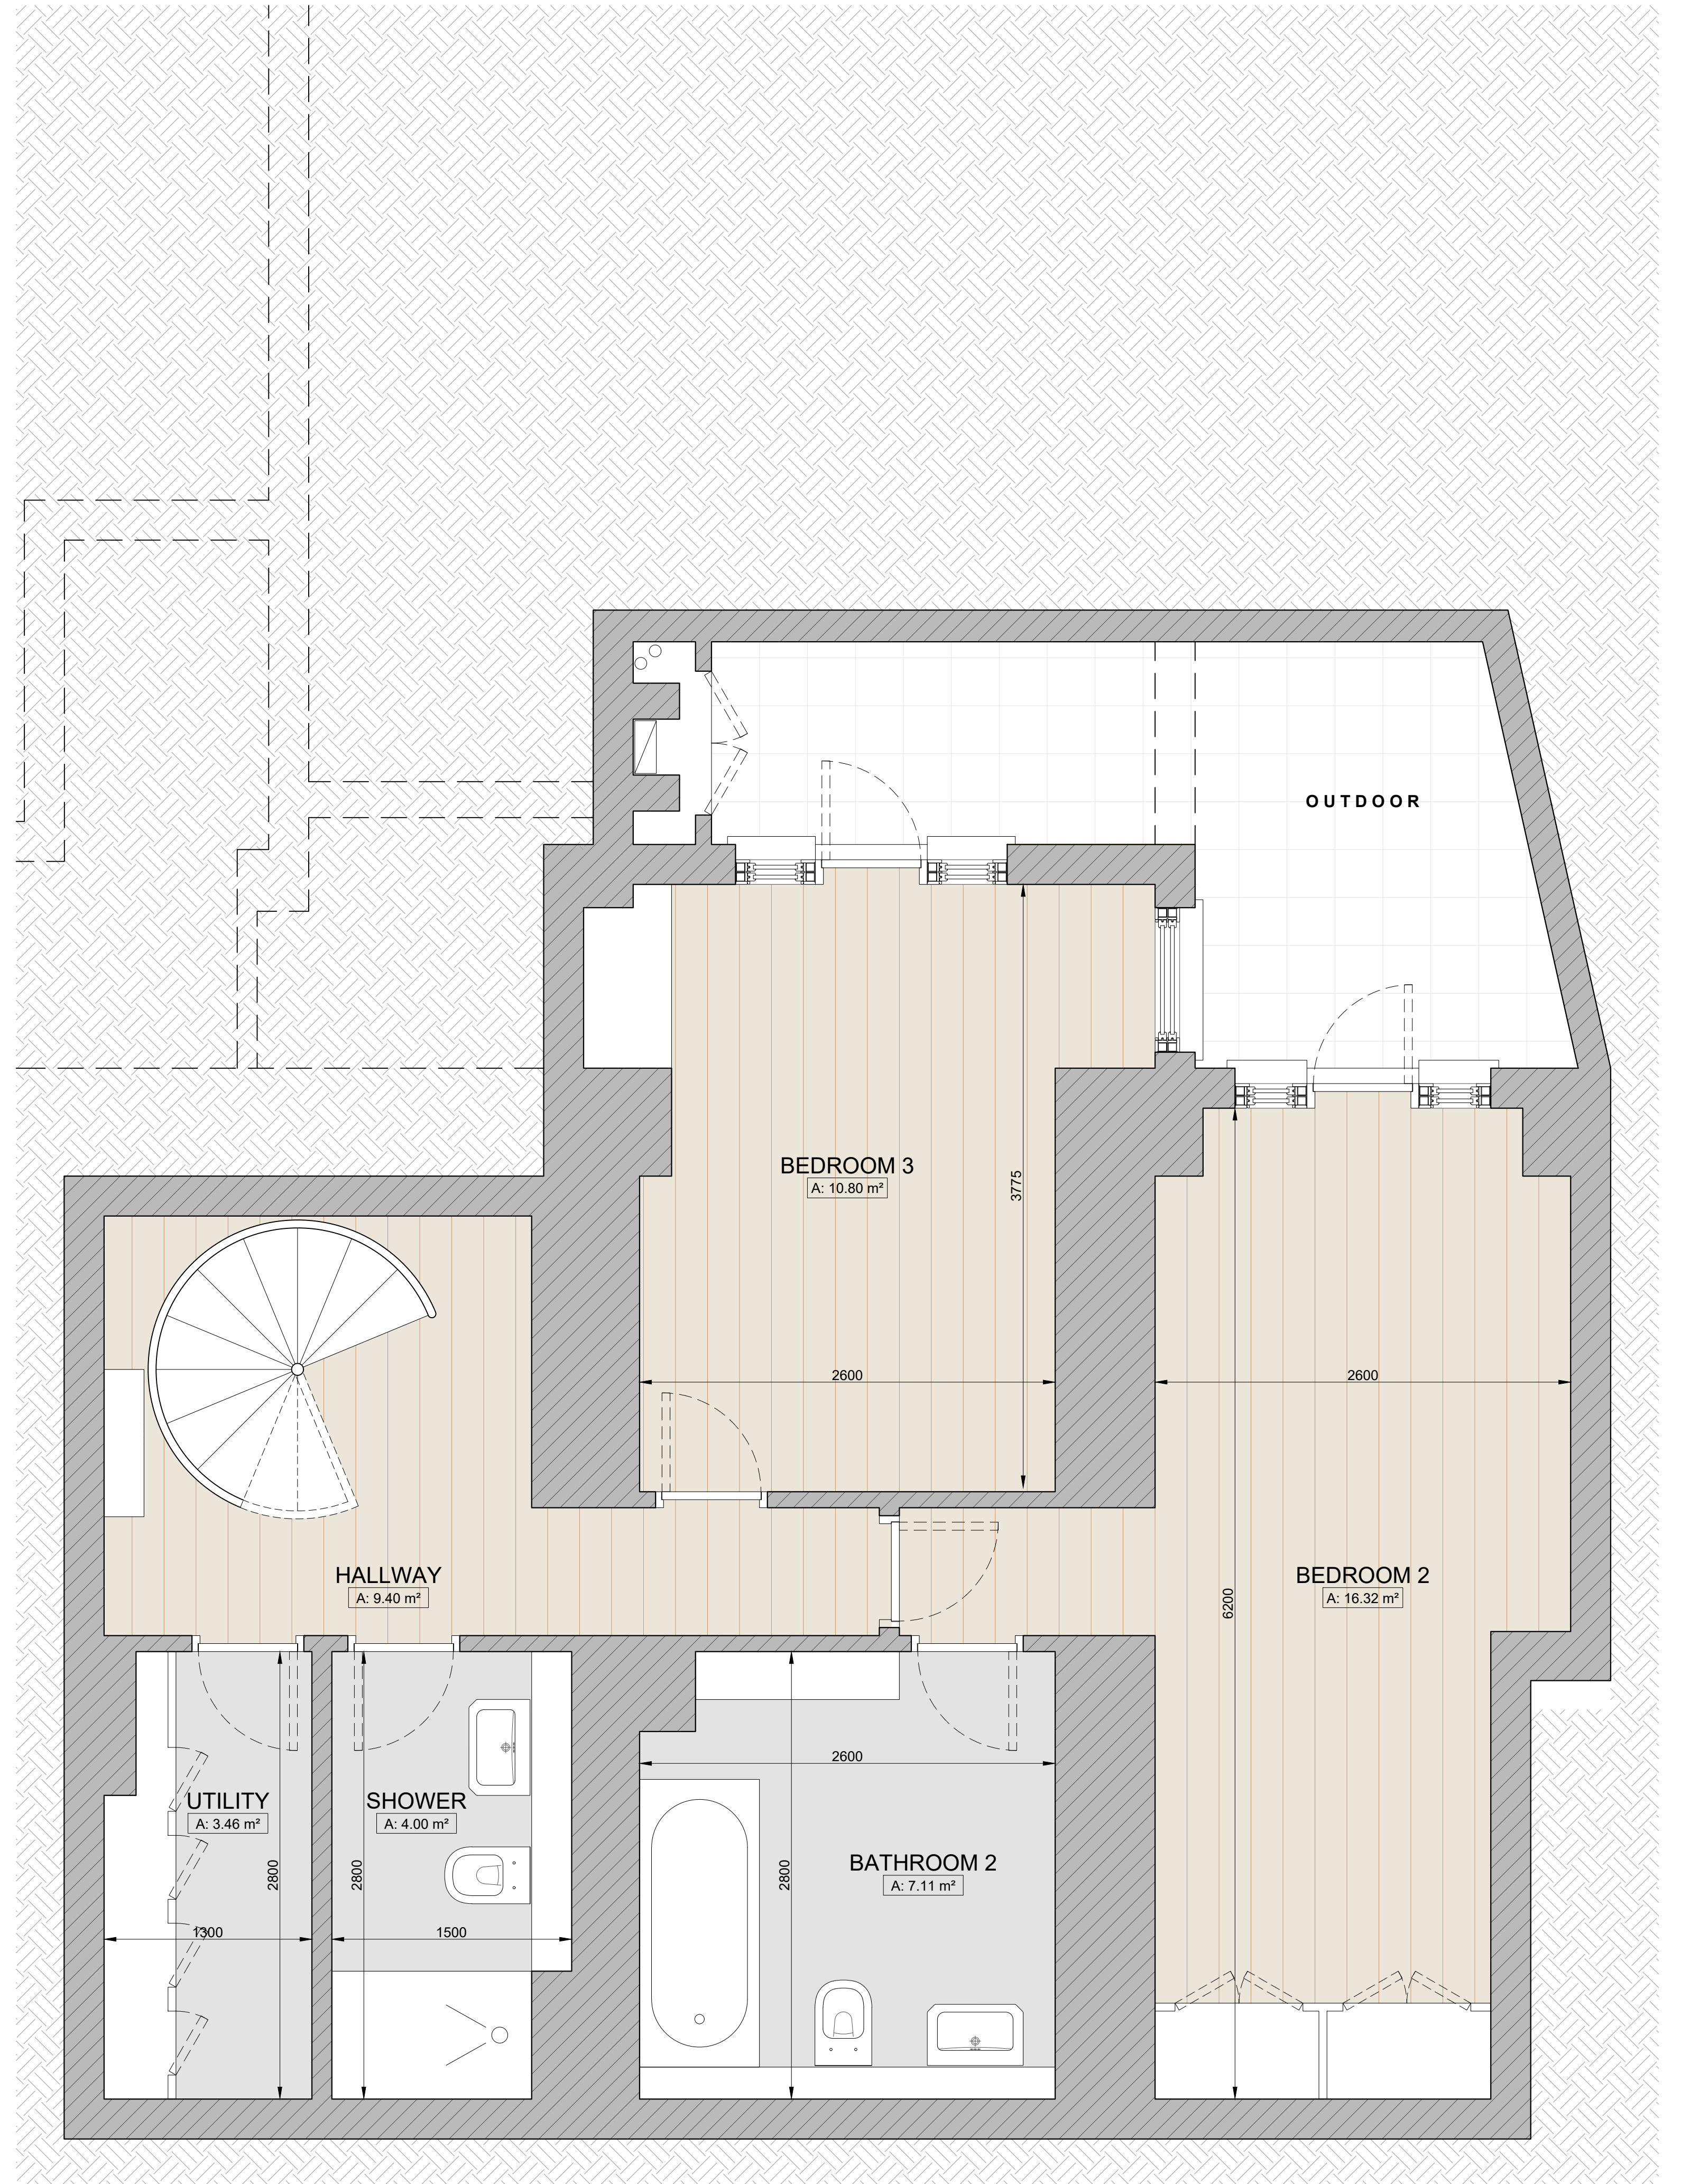 OUTDOOR
BEDROOM 3
A: 10.80 m²
3775
2600
2600
HALLWAY
A: 9.40 m²
BEDROOM 2
A: 16.32 m²
6200
2600
UTILITY
A: 3.46 m²
SHOWER
A: 4.00 m²
BATHROOM 2
A: 7.11 m²
2800
2800
2800
1300
1500